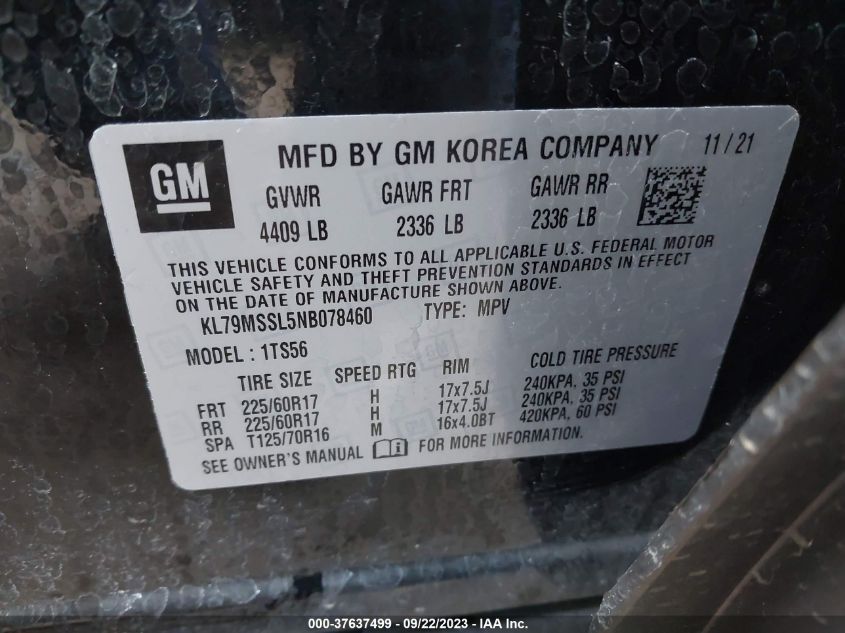 GM
MFD BY GM KOREA COMPANY 11/21
GVWR GAWR FRT GAWR RR
4409 LB 2336 LB 2336 LB
THIS VEHICLE CONFORMS TO ALL APPLICABLE U.S. FEDERAL MOTOR
VEHICLE SAFETY AND THEFT PREVENTION STANDARDS IN EFFECT
ON THE DATE OF MANUFACTURE SHOWN ABOVE.
KL79MSSL5NB078460 TYPE: MPV
MODEL : 1TS56
TIRE SIZE SPEED RTG RIM COLD TIRE PRESSURE
FRT 225/60R17 H 17x7.5J 240KPA, 35 PSI
RR 225/60R17 H 17x7.5J 240KPA, 35 PSI
SPA T125/70R16 M 16x4.0BT 420KPA, 60 PSI
SEE OWNER'S MANUAL FOR MORE INFORMATION.
000-37637499 - 09/22/2023 - IAA Inc.